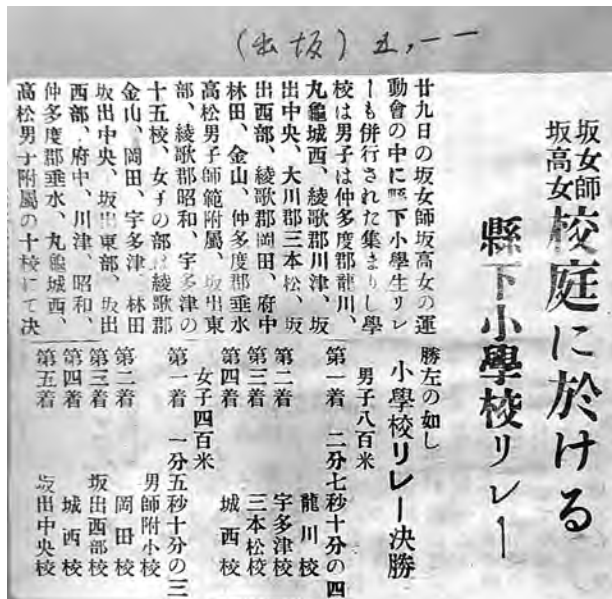 (出坂)五,一一
坂女師
坂高女
校庭に於ける
縣下小學校リレー
廿九日の坂女師坂高女の運
動會の中に縣下小學生リレ
ーも併行された集まりし學
校は男子は仲多度郡龍川、
丸龜城西、綾歌郡川津、坂
出中央、大川郡三本松、坂
出西部、綾歌郡岡田、府中
林田、金山、仲多度郡垂水
高松男子師範附屬、坂出東
部、綾歌郡昭和、宇多津の
十五校、女子の部は綾歌郡
金山、岡田、宇多津 林田
坂出中央、坂出東部、坂出
西部、府中、川津、昭和、
仲多度郡垂水、丸龜城西、
高松男子附屬の十校にて決
勝左の如し
小學校リレー決勝
男子八百米
第一着 二分七秒十分の四
龍川校
第二着 宇多津校
第三着 三本松校
第四着 城西校
女子四百米
第一着 一分五秒十分の三
男師附小校
第二着 岡田校
第三着 坂出西部校
第四着 城西校
第五着 坂出中央校